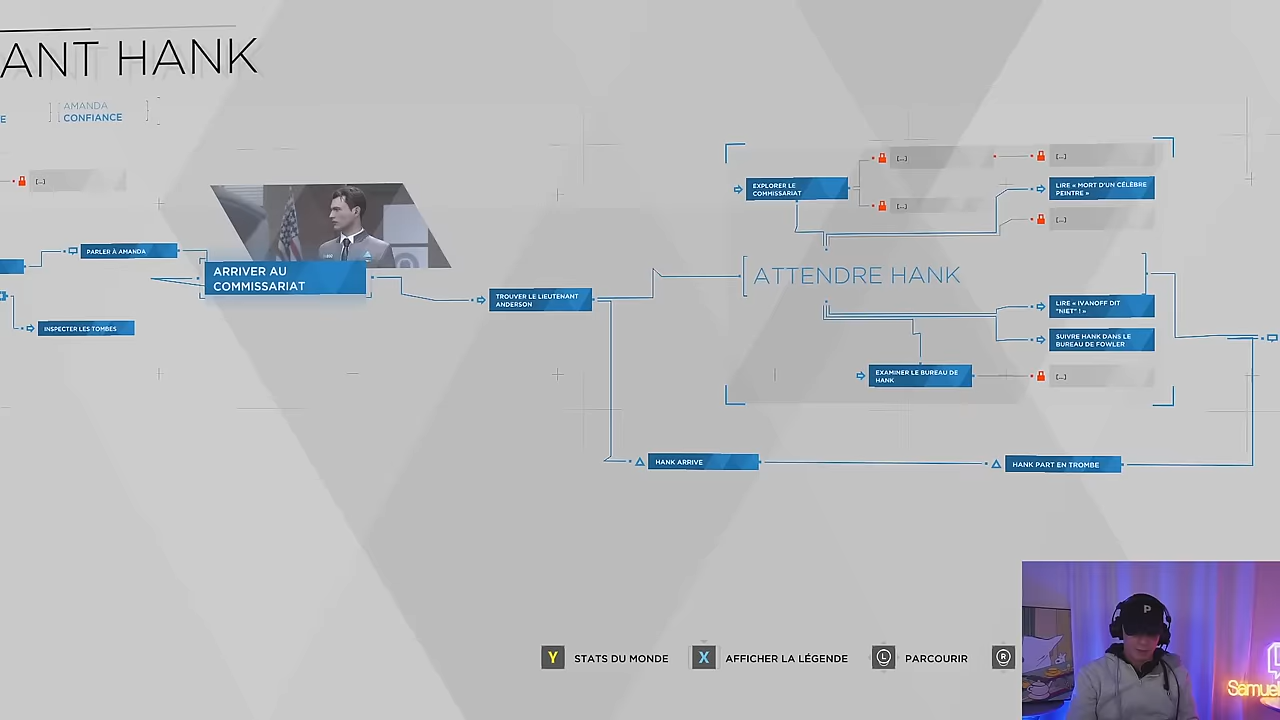 ANT HANK
E
AMANDA
CONFIANCE
[...]
PARLER À AMANDA
INSPECTER LES TOMBES
ARRIVER AU
COMMISSARIAT
TROUVER LE LIEUTENANT
ANDERSON
EXPLORER LE
COMMISSARIAT
[...]
[...]
[...]
LIRE « MORT D'UN CÉLÈBRE
PEINTRE »
[...]
ATTENDRE HANK
LIRE « IVANOFF DIT
"NIET" ! »
SUIVRE HANK DANS LE
BUREAU DE FOWLER
EXAMINER LE BUREAU DE
HANK
[...]
HANK ARRIVE
HANK PART EN TROMBE
Y STATS DU MONDE
X AFFICHER LA LÉGENDE
L PARCOURIR
R
P
Samuel